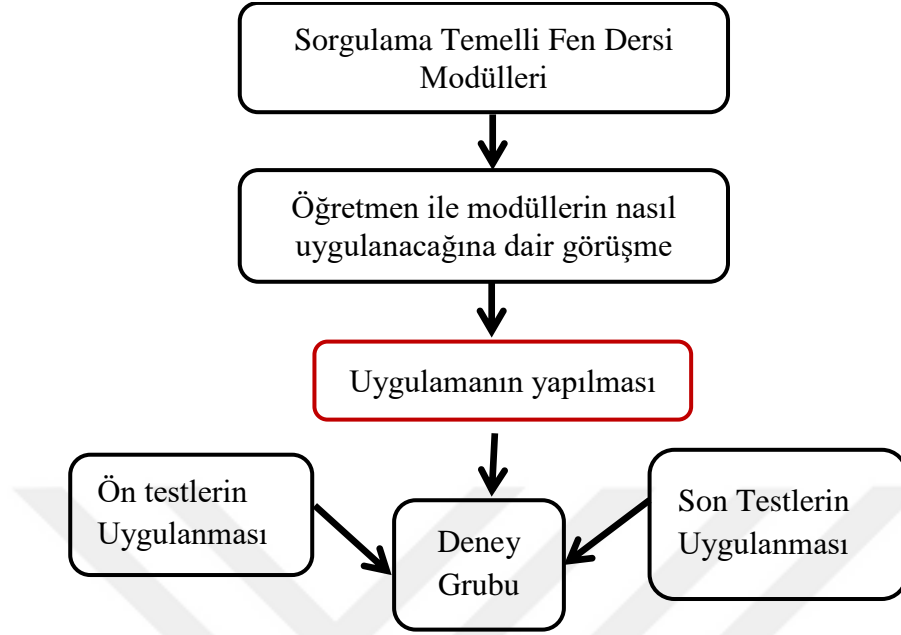 Sorgulama Temelli Fen Dersi
Modülleri
Öğretmen ile modüllerin nasıl
uygulanacağına dair görüşme
Uygulamanın yapılması
Ön testlerin
Uygulanması
Deney
Grubu
Son Testlerin
Uygulanması